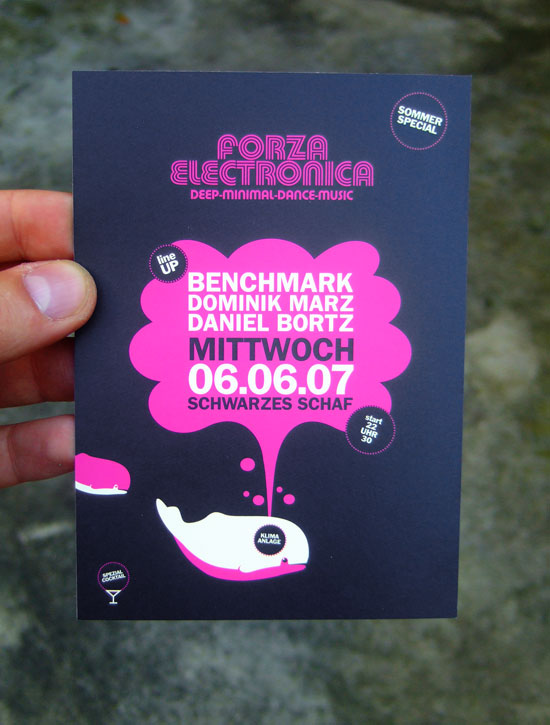 SOMMER
SPECIAL
FORZA
ELECTRONICA
DEEP-MINIMAL-DANCE-MUSIC
line
UP
BENCHMARK
DOMINIK MARZ
DANIEL BORTZ
MITTWOCH
06.06.07
SCHWARZES SCHAF
start
22
UHR
30
KLIMA
ANLAGE
SPEZIAL
COCKTAIL